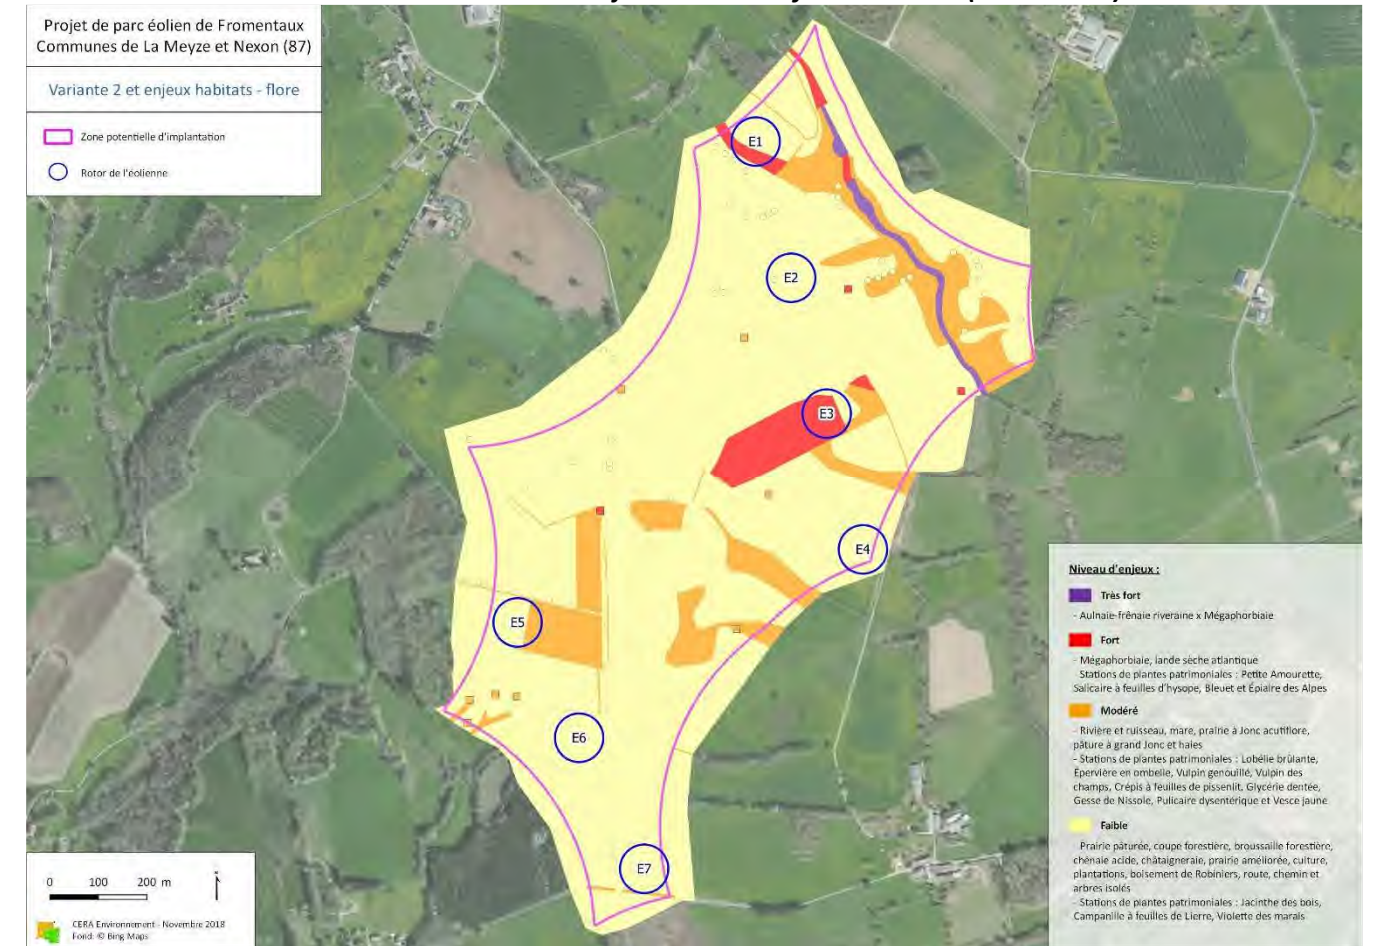 Projet de parc éolien de Fromentaux
Communes de La Meyze et Nexon (87)
Variante 2 et enjeux habitats - flore
Zone potentielle d'implantation
Rotor de l'éolienne
E1
E2
E3
E4
E5
E6
E7
Niveau d'enjeux :
Très fort
- Aulnaie-frênaie riveraine x Mégaphorbiaie
Fort
- Mégaphorbiaie, lande sèche atlantique
- Stations de plantes patrimoniales : Petite Amourette,
Salicaire à feuilles d'hysope, Bleuet et Épiaire des Alpes
Modéré
- Rivière et ruisseau, mare, prairie à Jonc acutiflore,
pâture à grand Jonc et haies
- Stations de plantes patrimoniales : Lobélie brûlante,
Épervière en ombelle, Vulpin genouillé, Vulpin des
champs, Crépis à feuilles de pissenlit, Glycérie dentée,
Gesse de Nissole, Pulicaire dysentérique et Vesce jaune
Faible
- Prairie pâturée, coupe forestière, broussaille forestière,
chênaie acide, châtaigneraie, prairie améliorée, culture,
plantations, boisement de Robiniers, route, chemin et
arbres isolés
- Stations de plantes patrimoniales : Jacinthe des bois,
Campanille à feuilles de Lierre, Violette des marais
0 100 200 m
CERA Environnement - Novembre 2018
Fond: © Bing Maps